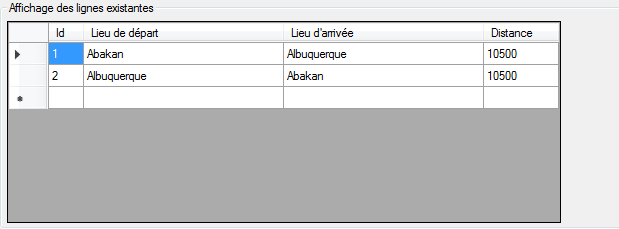 Affichage des lignes existantes
Id Lieu de départ Lieu d'arrivée Distance
1 Abakan Albuquerque 10500
2 Albuquerque Abakan 10500